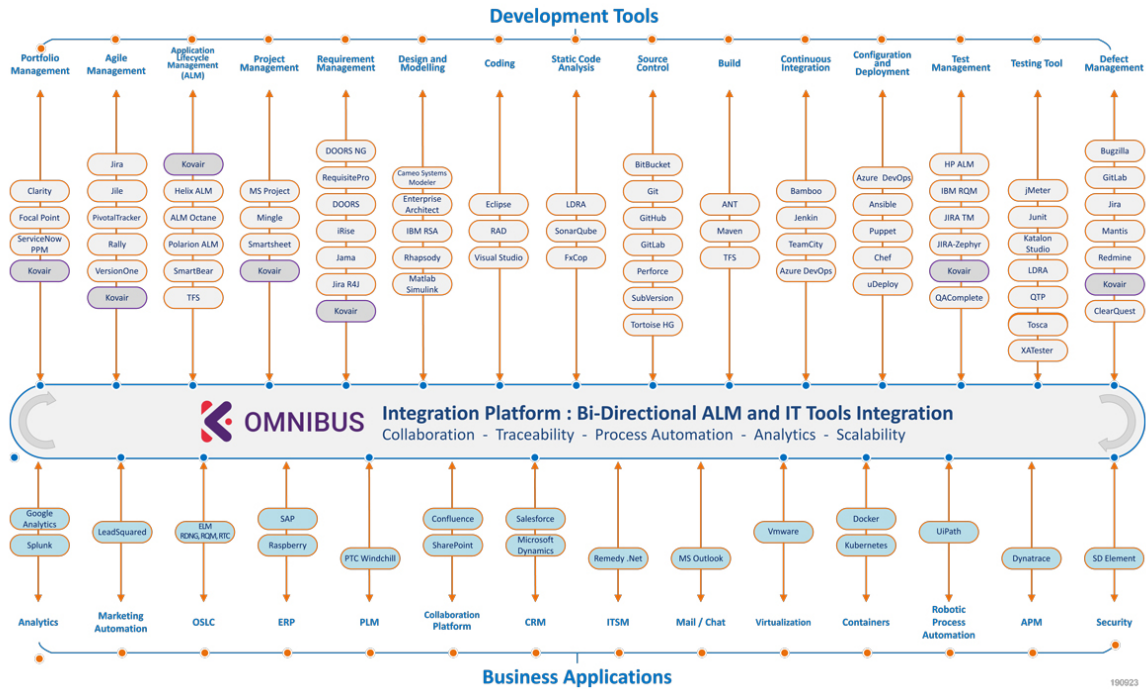 Development Tools
Portfolio
Management
Agile
Management
Application
Lifecycle
Management
(ALM)
Project
Management
Requirement
Management
Design and
Modelling
Coding
Static Code
Analysis
Source
Control
Build
Continuous
Integration
Configuration
and
Deployment
Test
Management
Testing Tool
Defect
Management
Clarity
Focal Point
ServiceNow
PPM
Kovair
Jira
Jile
PivotalTracker
Rally
VersionOne
Kovair
Kovair
Helix ALM
ALM Octane
Polarion ALM
SmartBear
TFS
MS Project
Mingle
Smartsheet
Kovair
DOORS NG
RequisitePro
DOORS
iRise
Jama
Jira R4J
Kovair
Cameo Systems
Modeler
Enterprise
Architect
IBM RSA
Rhapsody
Matlab
Simulink
Eclipse
RAD
Visual Studio
LDRA
SonarQube
FxCop
BitBucket
Git
GitHub
GitLab
Perforce
SubVersion
Tortoise HG
ANT
Maven
TFS
Bamboo
Jenkin
TeamCity
Azure DevOps
Azure DevOps
Ansible
Puppet
Chef
uDeploy
HP ALM
IBM RQM
JIRA TM
JIRA-Zephyr
Kovair
QAComplete
jMeter
Junit
Katalon
Studio
LDRA
QTP
Tosca
XATester
Bugzilla
GitLab
Jira
Mantis
Redmine
Kovair
ClearQuest
OMNIBUS
Integration Platform : Bi-Directional ALM and IT Tools Integration
Collaboration - Traceability - Process Automation - Analytics - Scalability
Google
Analytics
Splunk
LeadSquared
ELM
RDNG, RQM, RTC
SAP
Raspberry
PTC Windchill
Confluence
SharePoint
Salesforce
Microsoft
Dynamics
Remedy .Net
MS Outlook
Vmware
Docker
Kubernetes
UiPath
Dynatrace
SD Element
Analytics
Marketing
Automation
OSLC
ERP
PLM
Collaboration
Platform
CRM
ITSM
Mail / Chat
Virtualization
Containers
Robotic
Process
Automation
APM
Security
Business Applications
190923